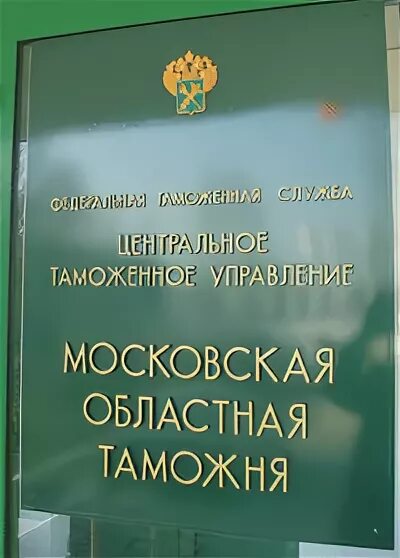 ФЕДЕРАЛЬНАЯ ТАМОЖЕННАЯ СЛУЖБА
ЦЕНТРАЛЬНОЕ
ТАМОЖЕННОЕ УПРАВЛЕНИЕ
МОСКОВСКАЯ
ОБЛАСТНАЯ
ТАМОЖНЯ